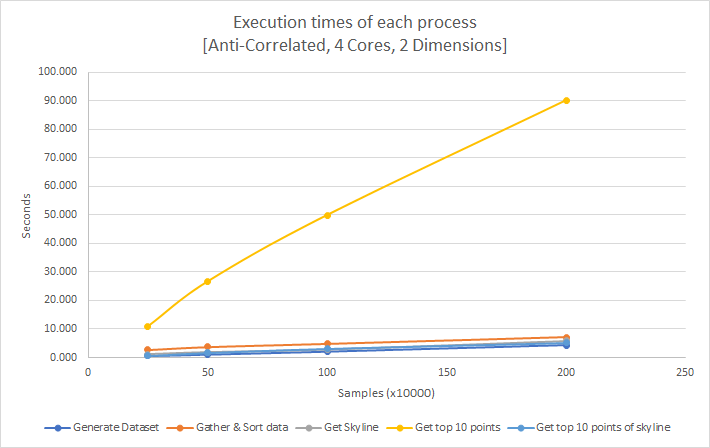 Execution times of each process
[Anti-Correlated, 4 Cores, 2 Dimensions]
100.000
90.000
80.000
70.000
60.000
50.000
40.000
30.000
20.000
10.000
0.000
Seconds
0
50
100
150
200
250
Samples (x10000)
Generate Dataset
Gather & Sort data
Get Skyline
Get top 10 points
Get top 10 points of skyline